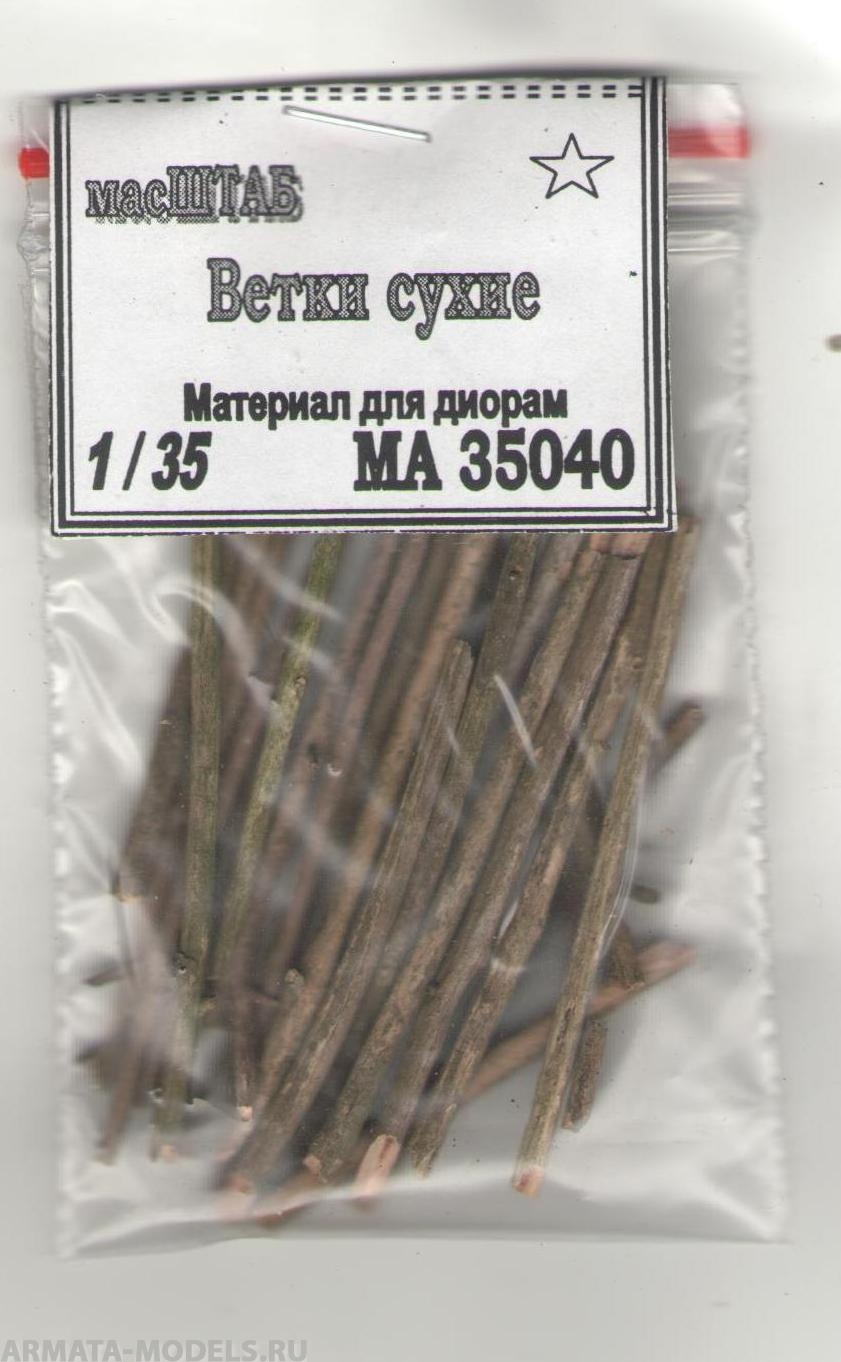 масШТАБ
Ветки сухие
Материал для диорам
1/35 МА 35040
ARMATA-MODELS.RU